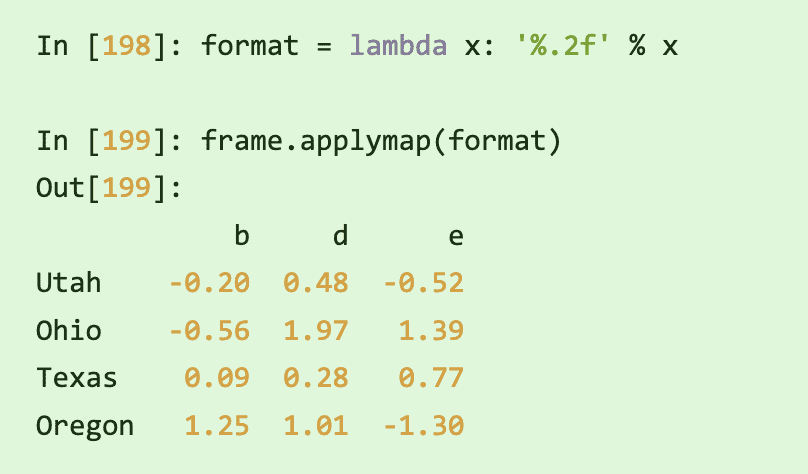 In [198]: format = lambda x: '%.2f' % x
In [199]: frame.applymap(format)
Out[199]:
b d e
Utah -0.20 0.48 -0.52
Ohio -0.56 1.97 1.39
Texas 0.09 0.28 0.77
Oregon 1.25 1.01 -1.30